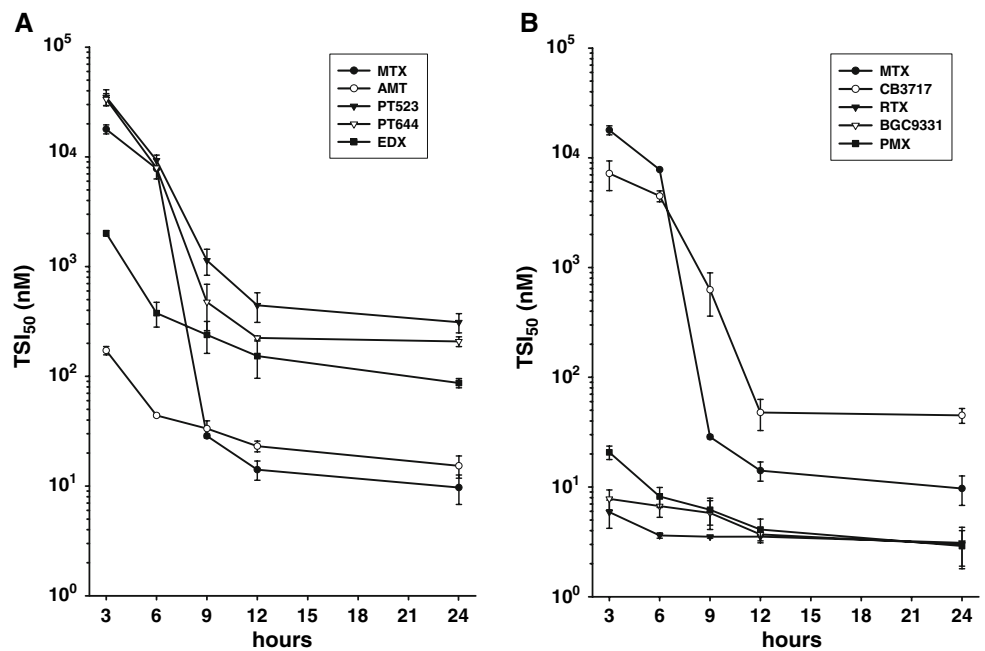 A
TSI50 (nM)
10^5
10^4
10^3
10^2
10^1
10^0
MTX
AMT
PT523
PT644
EDX
3 6 9 12 15 18 21 24
hours
B
TSI50 (nM)
10^5
10^4
10^3
10^2
10^1
10^0
MTX
CB3717
RTX
BGC9331
PMX
3 6 9 12 15 18 21 24
hours